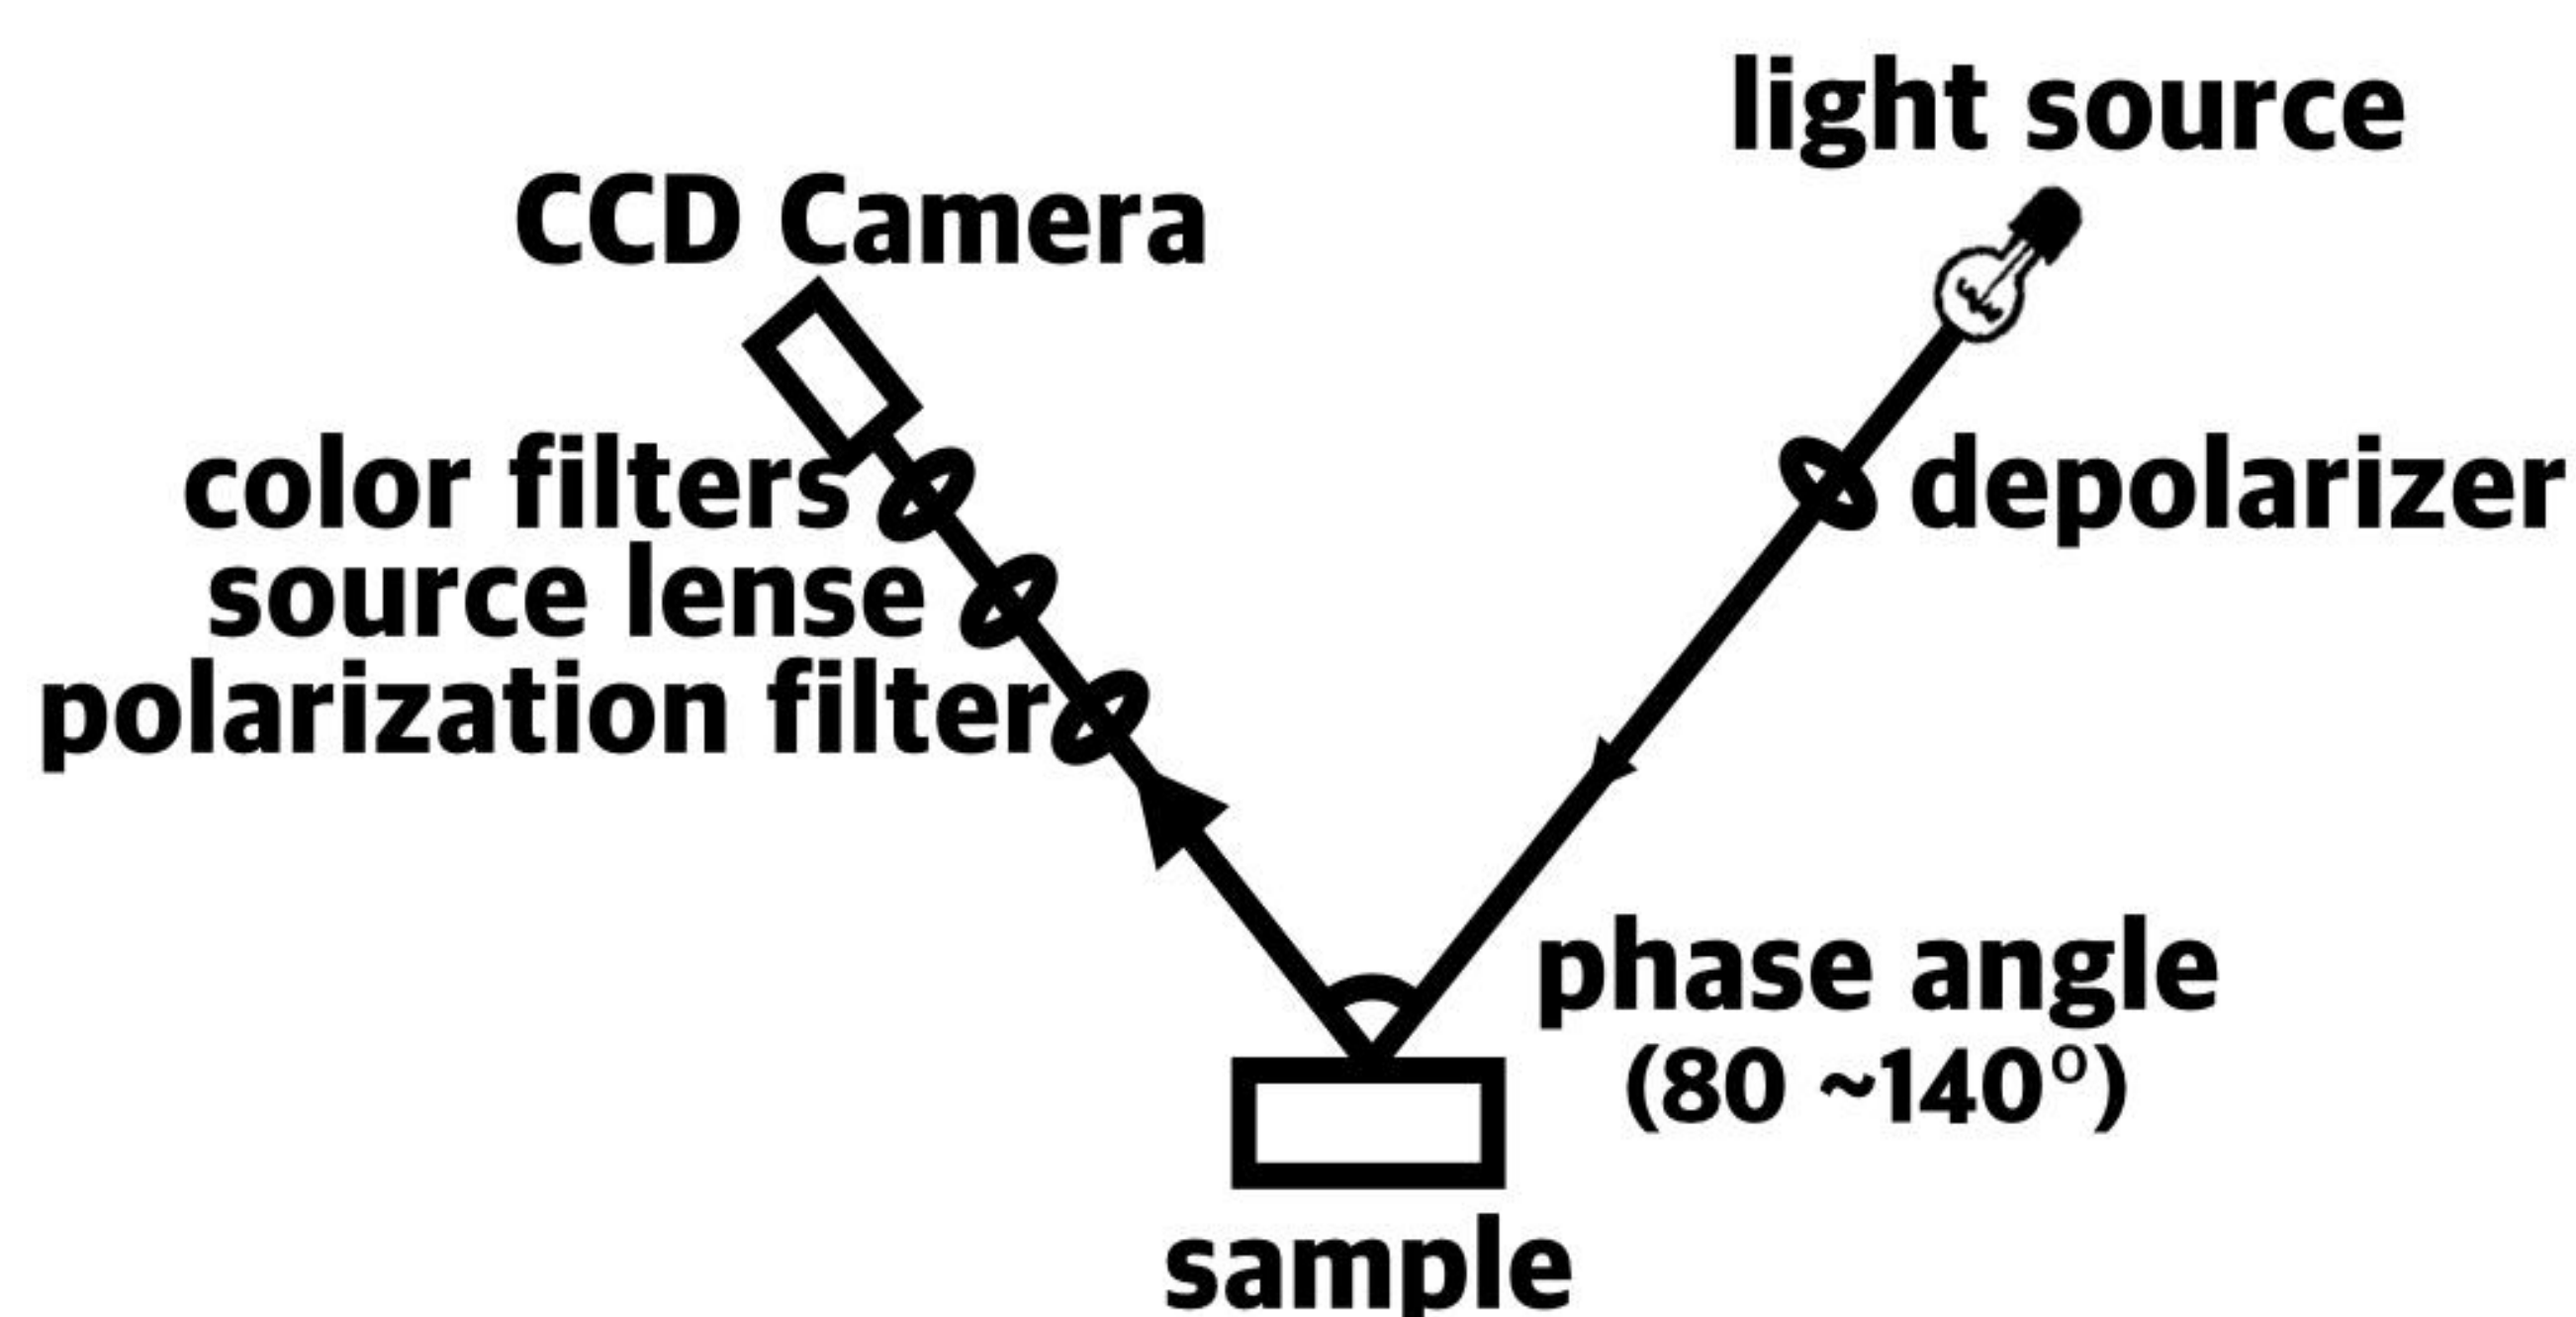 light source
CCD Camera
color filters
depolarizer
source lense
polarization filter
phase angle
(80 ~140°)
sample